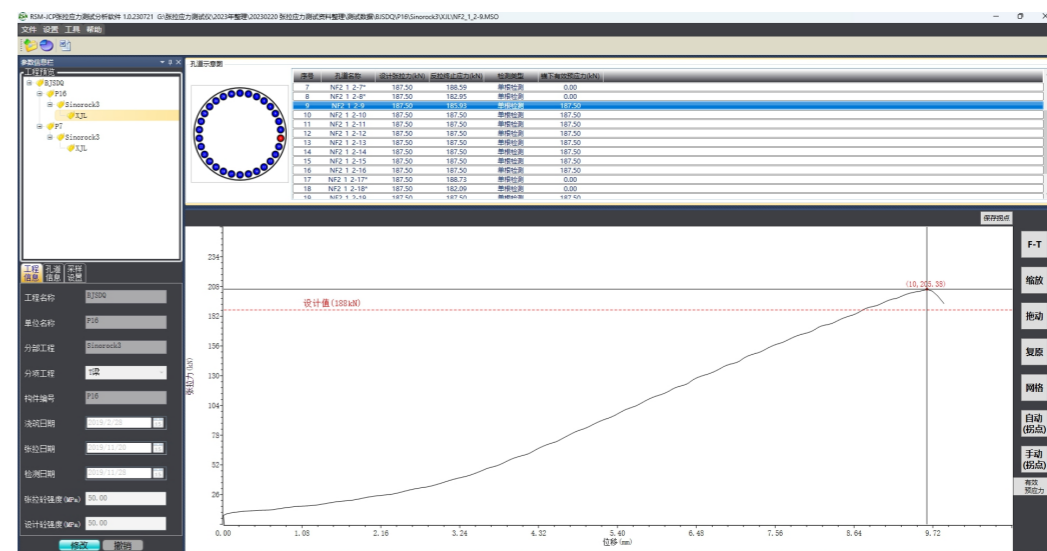 RSM-JCP张拉应力测试分析软件 1.0.230721 G:\张拉应力测试仪\2023年整理\20230220 张拉应力测试资料整理\测试数据\BJSDQ\P16\Sinorock3\XJL\NF2_1_2-9.MSO
文件 设置 工具 帮助
参数信息栏
工程预览
BJSDQ
P16
Sinorock3
XJL
P7
Sinorock3
XJL
孔道示意图
序号 孔道名称 设计张拉力(kN) 反拉终止应力(kN) 检测类型 锚下有效预应力(kN)
7 NF2 1 2-7* 187.50 188.59 单根检测 0.00
8 NF2 1 2-8* 187.50 182.95 单根检测 0.00
9 NF2 1 2-9 187.50 185.93 单根检测 187.50
10 NF2 1 2-10 187.50 187.50 单根检测 187.50
11 NF2 1 2-11 187.50 187.50 单根检测 187.50
12 NF2 1 2-12 187.50 187.50 单根检测 187.50
13 NF2 1 2-13 187.50 187.50 单根检测 187.50
14 NF2 1 2-14 187.50 187.50 单根检测 187.50
15 NF2 1 2-15 187.50 187.50 单根检测 187.50
16 NF2 1 2-16 187.50 187.50 单根检测 187.50
17 NF2 1 2-17* 187.50 188.73 单根检测 0.00
18 NF2 1 2-18* 187.50 182.09 单根检测 0.00
19 NF2 1 2-19 187.50 187.50 单根检测 187.50
保存拐点
工程信息 孔道信息 采样设置
工程名称 BJSDQ
单位名称 P16
分部工程 Sinorock3
分项工程 T梁
构件编号 P16
浇筑日期 2019/2/28
张拉日期 2019/11/20
检测日期 2019/11/28
张拉砼强度(MPa) 50.00
设计砼强度(MPa) 50.00
修改 撤销
张拉力(kN)
234
208
182
156
130
104
78
52
26
设计值(188kN)
(10,205.38)
0.00 1.08 2.16 3.24 4.32 5.40 6.48 7.56 8.64 9.72
位移(mm)
F-T
缩放
拖动
复原
网格
自动
(拐点)
手动
(拐点)
有效
预应力